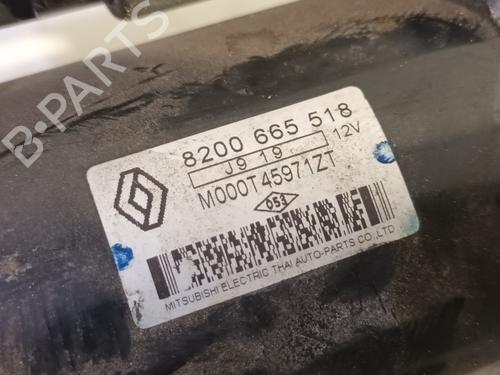 B-PARTS
8200 665 518
J9 19 12V
M000T45971ZT
053
MITSUBISHI ELECTRIC THAI AUTO-PARTS CO.,LTD